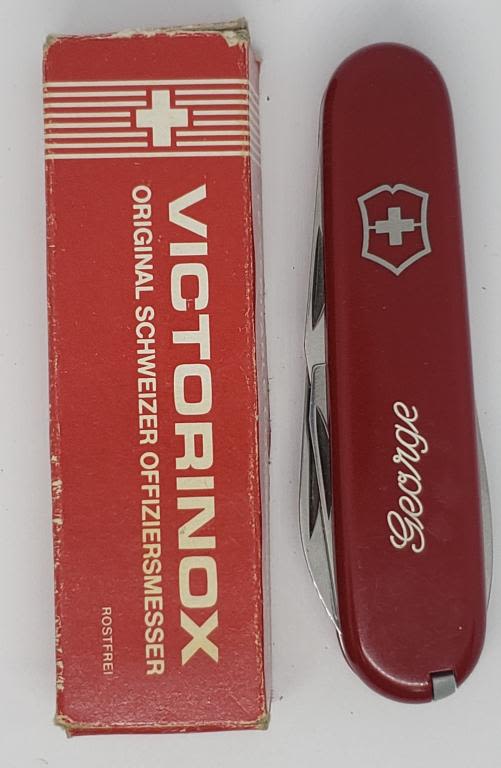 VICTORINOX
ORIGINAL SCHWEIZER OFFIZIERSMESSER
ROSTFREI
George